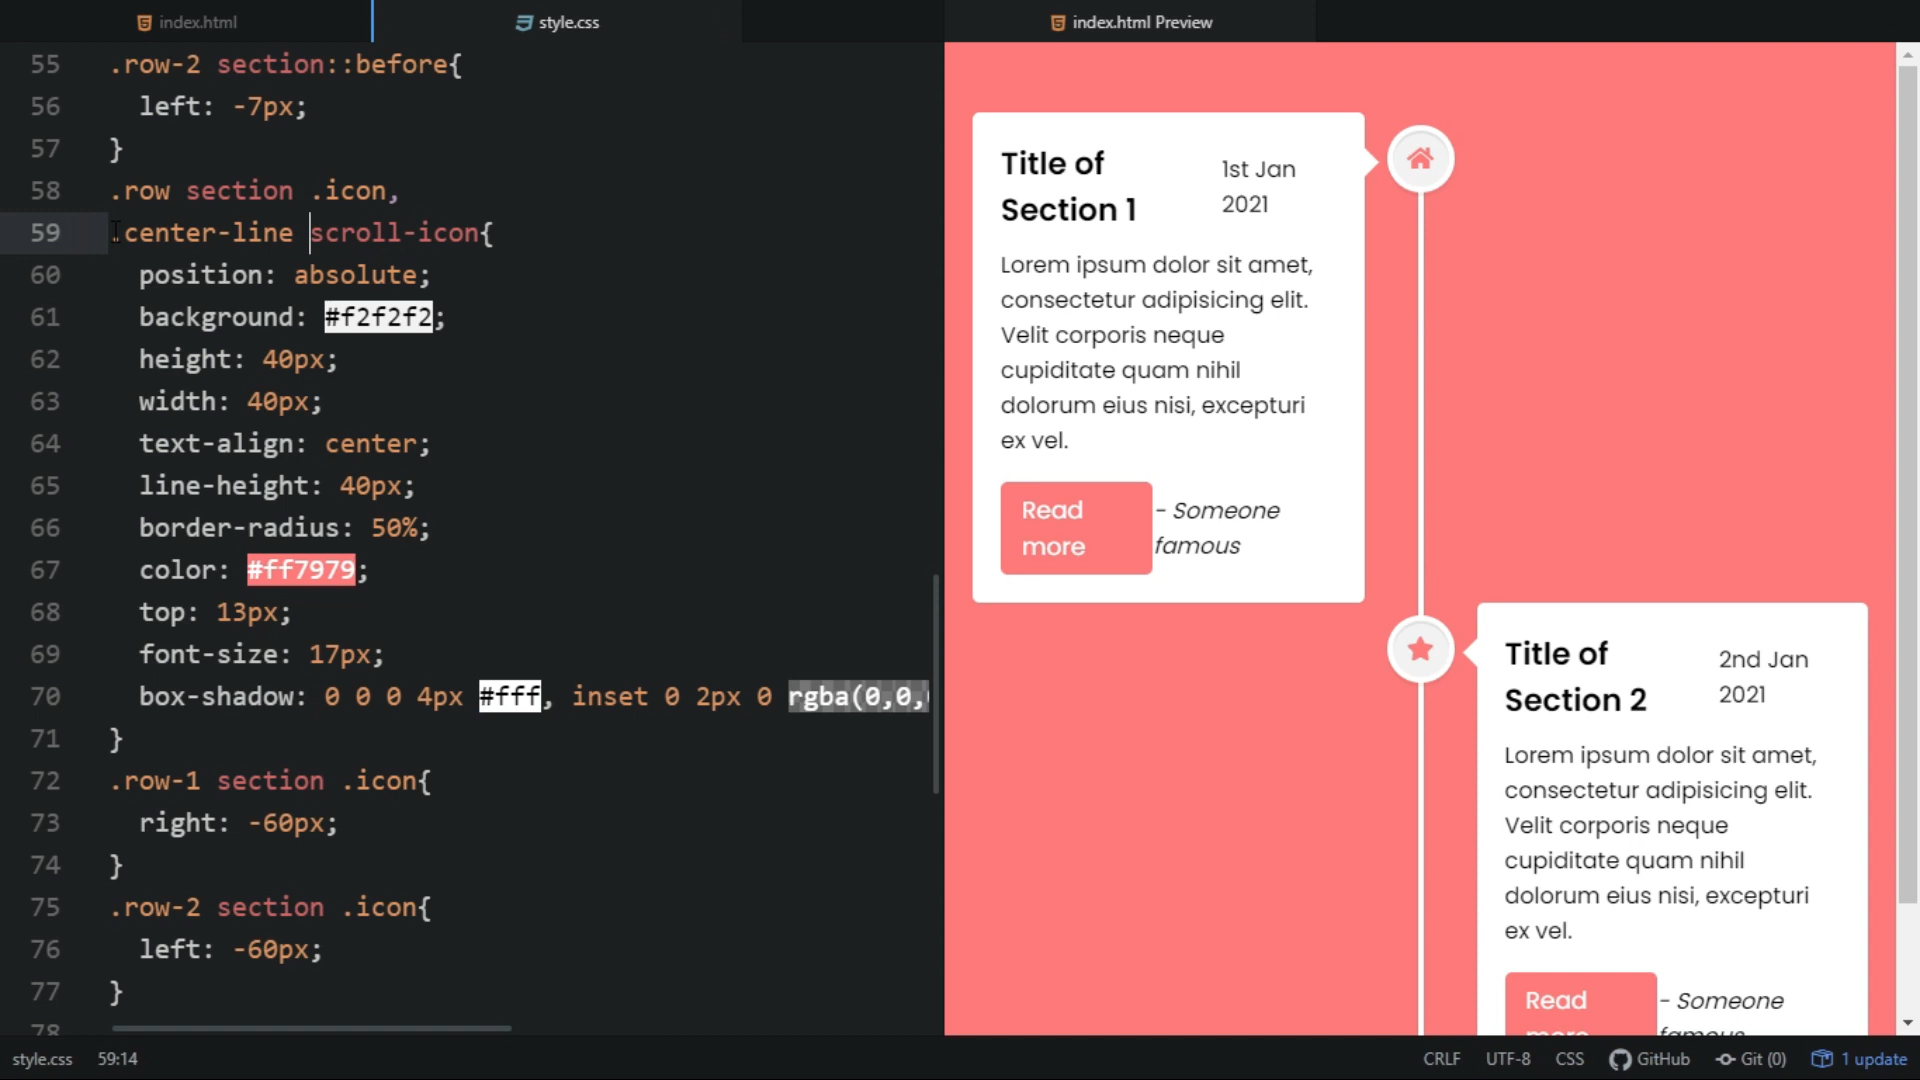 index.html
style.css
index.html Preview
55 .row-2 section::before{
56 left: -7px;
57 }
58 .row section .icon,
59 .center-line scroll-icon{
60 position: absolute;
61 background: #f2f2f2;
62 height: 40px;
63 width: 40px;
64 text-align: center;
65 line-height: 40px;
66 border-radius: 50%;
67 color: #ff7979;
68 top: 13px;
69 font-size: 17px;
70 box-shadow: 0 0 0 4px #fff, inset 0 2px 0 rgba(0,0,
71 }
72 .row-1 section .icon{
73 right: -60px;
74 }
75 .row-2 section .icon{
76 left: -60px;
77 }
78
Title of
Section 1
1st Jan
2021
Lorem ipsum dolor sit amet,
consectetur adipisicing elit.
Velit corporis neque
cupiditate quam nihil
dolorum eius nisi, excepturi
ex vel.
Read
more
- Someone
famous
Title of
Section 2
2nd Jan
2021
Lorem ipsum dolor sit amet,
consectetur adipisicing elit.
Velit corporis neque
cupiditate quam nihil
dolorum eius nisi, excepturi
ex vel.
Read
more
- Someone
famous
style.css 59:14
CRLF UTF-8 CSS GitHub Git (0) 1 update